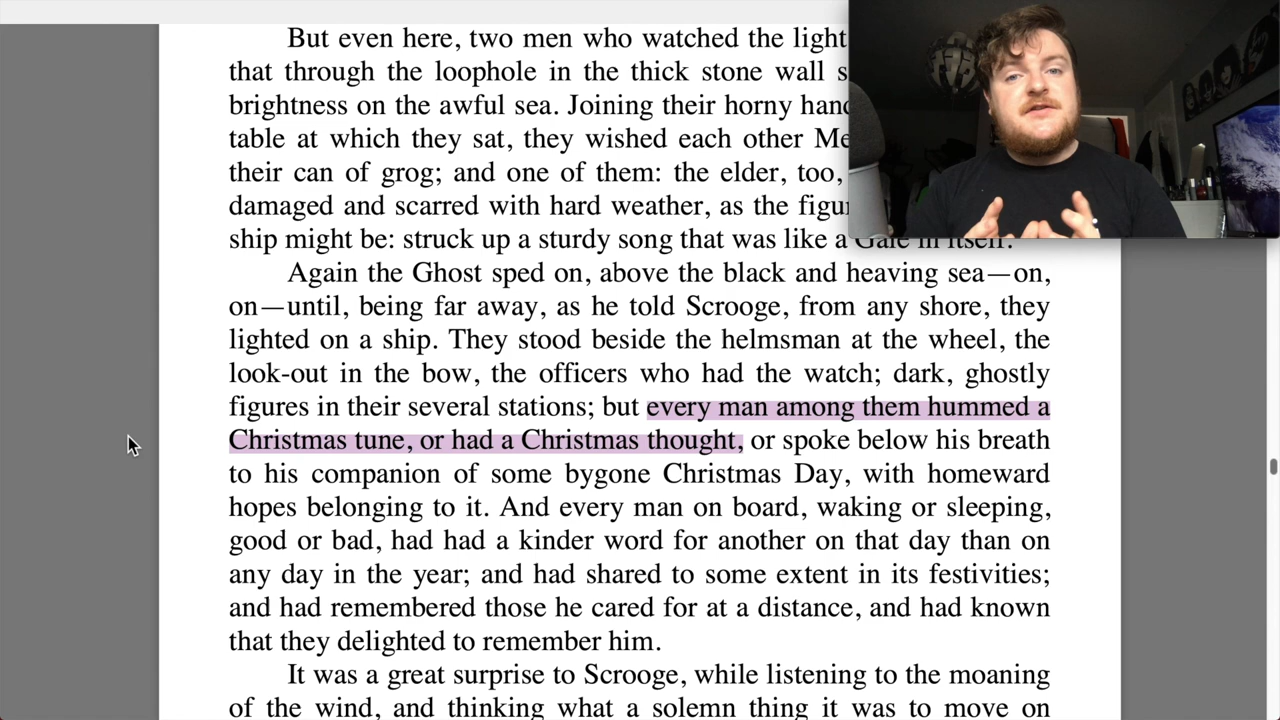 But even here, two men who watched the light
that through the loophole in the thick stone wall s
brightness on the awful sea. Joining their horny hand
table at which they sat, they wished each other Me
their can of grog; and one of them: the elder, too,
damaged and scarred with hard weather, as the figu
ship might be: struck up a sturdy song that was like a Gale in itself.
Again the Ghost sped on, above the black and heaving sea—on,
on—until, being far away, as he told Scrooge, from any shore, they
lighted on a ship. They stood beside the helmsman at the wheel, the
look-out in the bow, the officers who had the watch; dark, ghostly
figures in their several stations; but every man among them hummed a
Christmas tune, or had a Christmas thought, or spoke below his breath
to his companion of some bygone Christmas Day, with homeward
hopes belonging to it. And every man on board, waking or sleeping,
good or bad, had had a kinder word for another on that day than on
any day in the year; and had shared to some extent in its festivities;
and had remembered those he cared for at a distance, and had known
that they delighted to remember him.
It was a great surprise to Scrooge, while listening to the moaning
of the wind, and thinking what a solemn thing it was to move on